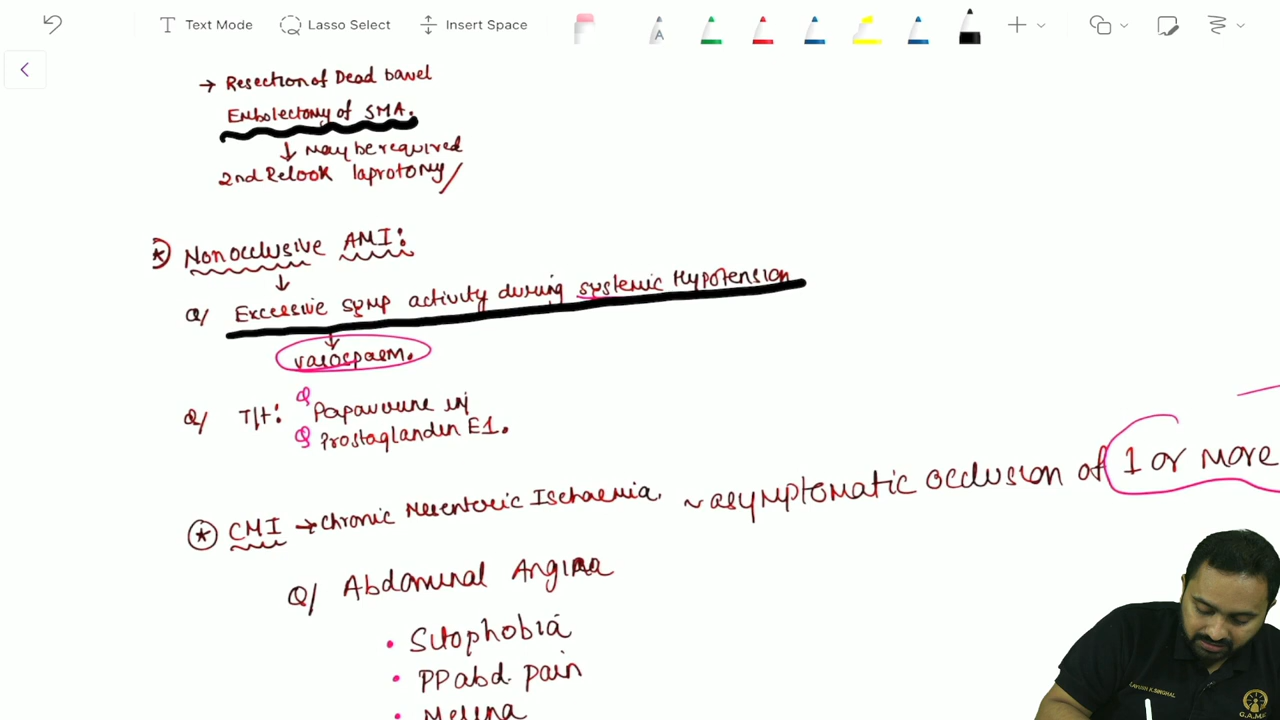 Text Mode Lasso Select Insert Space
A
→ Resection of Dead bowel
Embolectomy of SMA.
↓ may be required
2nd Relook laprotomy/
* Nonocclusive AMI:
↓
Q/ Excessive symp activity during systemic Hypotension
↓
vasospasm.
Q/ T/t: Q Papaverine inj
Q Prostaglandin E1.
* CMI → Chronic Mesenteric Ischaemia. ~ asymptomatic occlusion of 1 or more
Q/ Abdominal Angina
• Sitophobia
• PP abd. pain
• Melena
K.SINGHAL
G.A.M.S